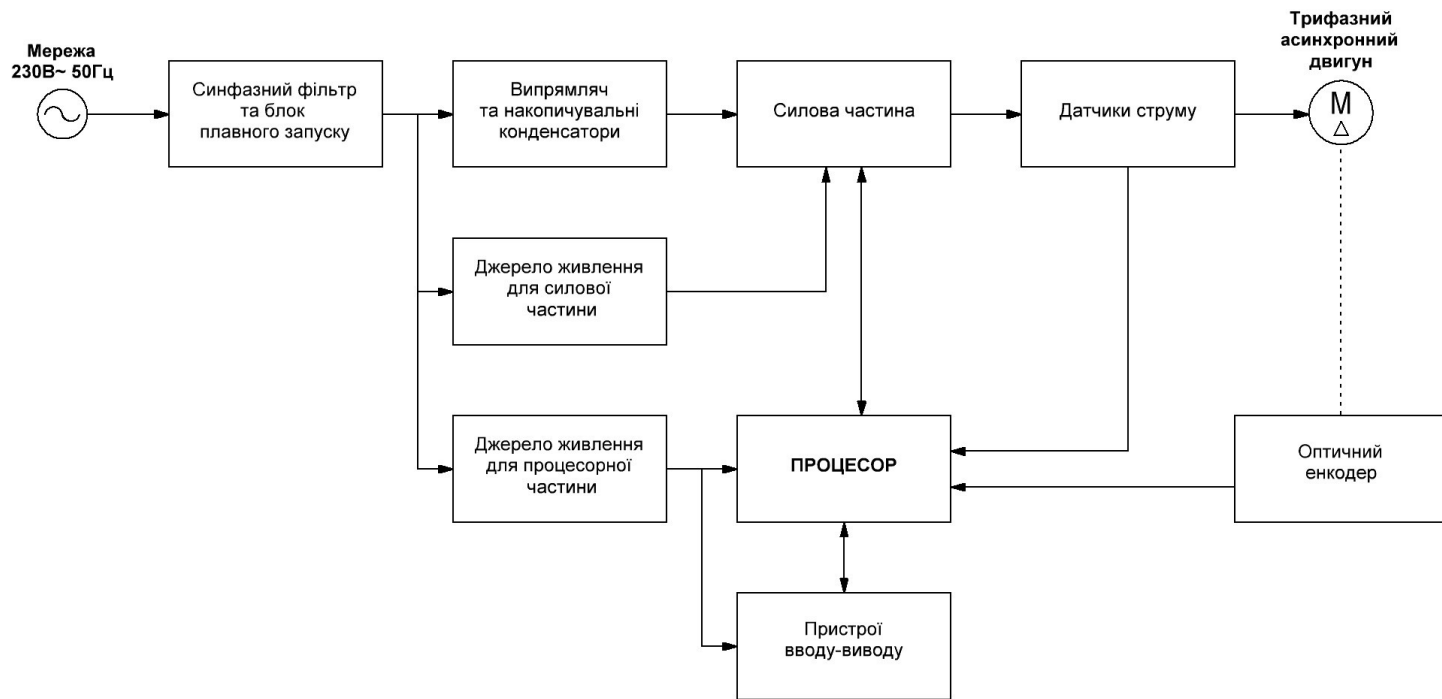 Мережа
230В~ 50Гц
Синфазний фільтр
та блок
плавного запуску
Випрямляч
та накопичувальні
конденсатори
Силова частина
Датчики струму
Трифазний
асинхронний
двигун
М
Джерело живлення
для силової
частини
Джерело живлення
для процесорної
частини
ПРОЦЕСОР
Оптичний
енкодер
Пристрої
вводу-виводу